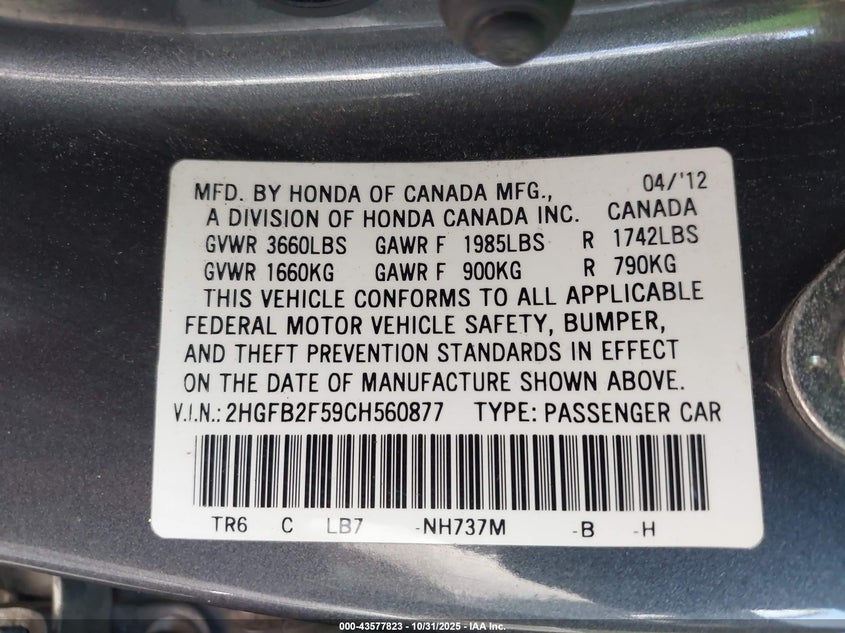 MFD. BY HONDA OF CANADA MFG., 04/'12
A DIVISION OF HONDA CANADA INC. CANADA
GVWR 3660LBS GAWR F 1985LBS R 1742LBS
GVWR 1660KG GAWR F 900KG R 790KG
THIS VEHICLE CONFORMS TO ALL APPLICABLE
FEDERAL MOTOR VEHICLE SAFETY, BUMPER,
AND THEFT PREVENTION STANDARDS IN EFFECT
ON THE DATE OF MANUFACTURE SHOWN ABOVE.
V.I.N.: 2HGFB2F59CH560877 TYPE: PASSENGER CAR
TR6 C LB7 -NH737M -B -H
000-43577823 - 10/31/2025 - IAA Inc.